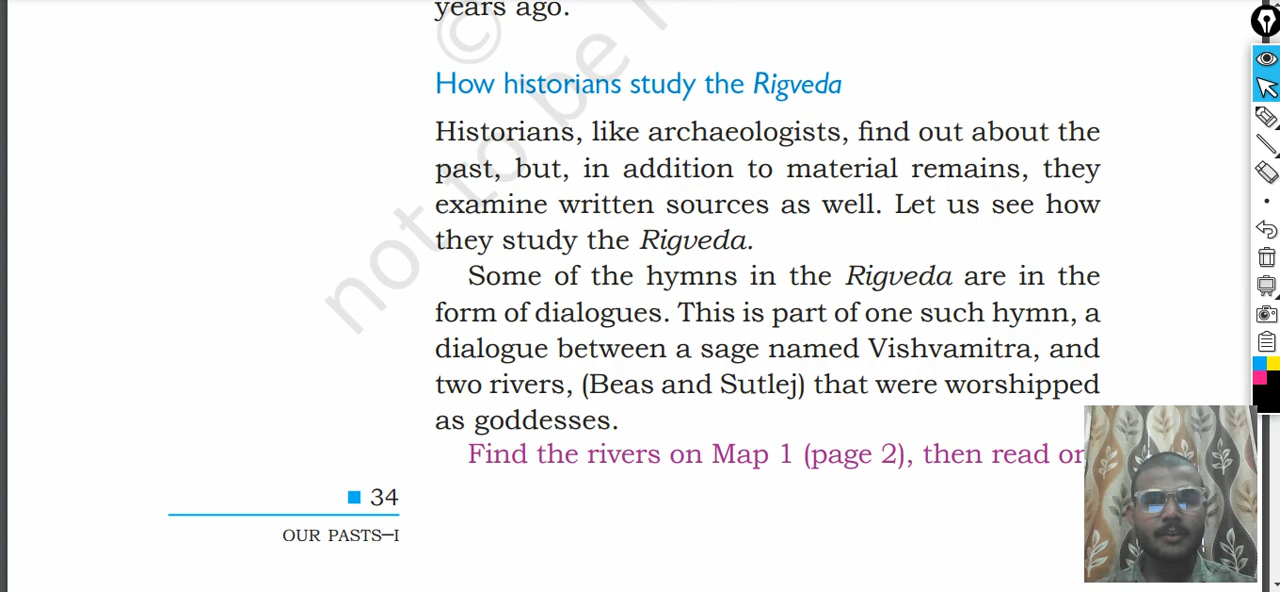 years ago.
©
not to be r
How historians study the Rigveda
Historians, like archaeologists, find out about the
past, but, in addition to material remains, they
examine written sources as well. Let us see how
they study the Rigveda.
Some of the hymns in the Rigveda are in the
form of dialogues. This is part of one such hymn, a
dialogue between a sage named Vishvamitra, and
two rivers, (Beas and Sutlej) that were worshipped
as goddesses.
Find the rivers on Map 1 (page 2), then read on
34
OUR PASTS–I